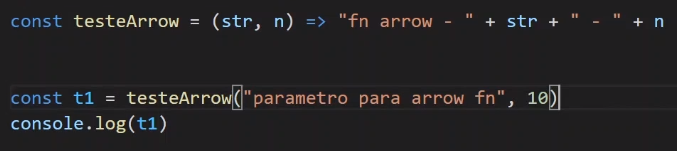 const testeArrow = (str, n) => "fn arrow - " + str + " - " + n
const t1 = testeArrow("parametro para arrow fn", 10)
console.log(t1)